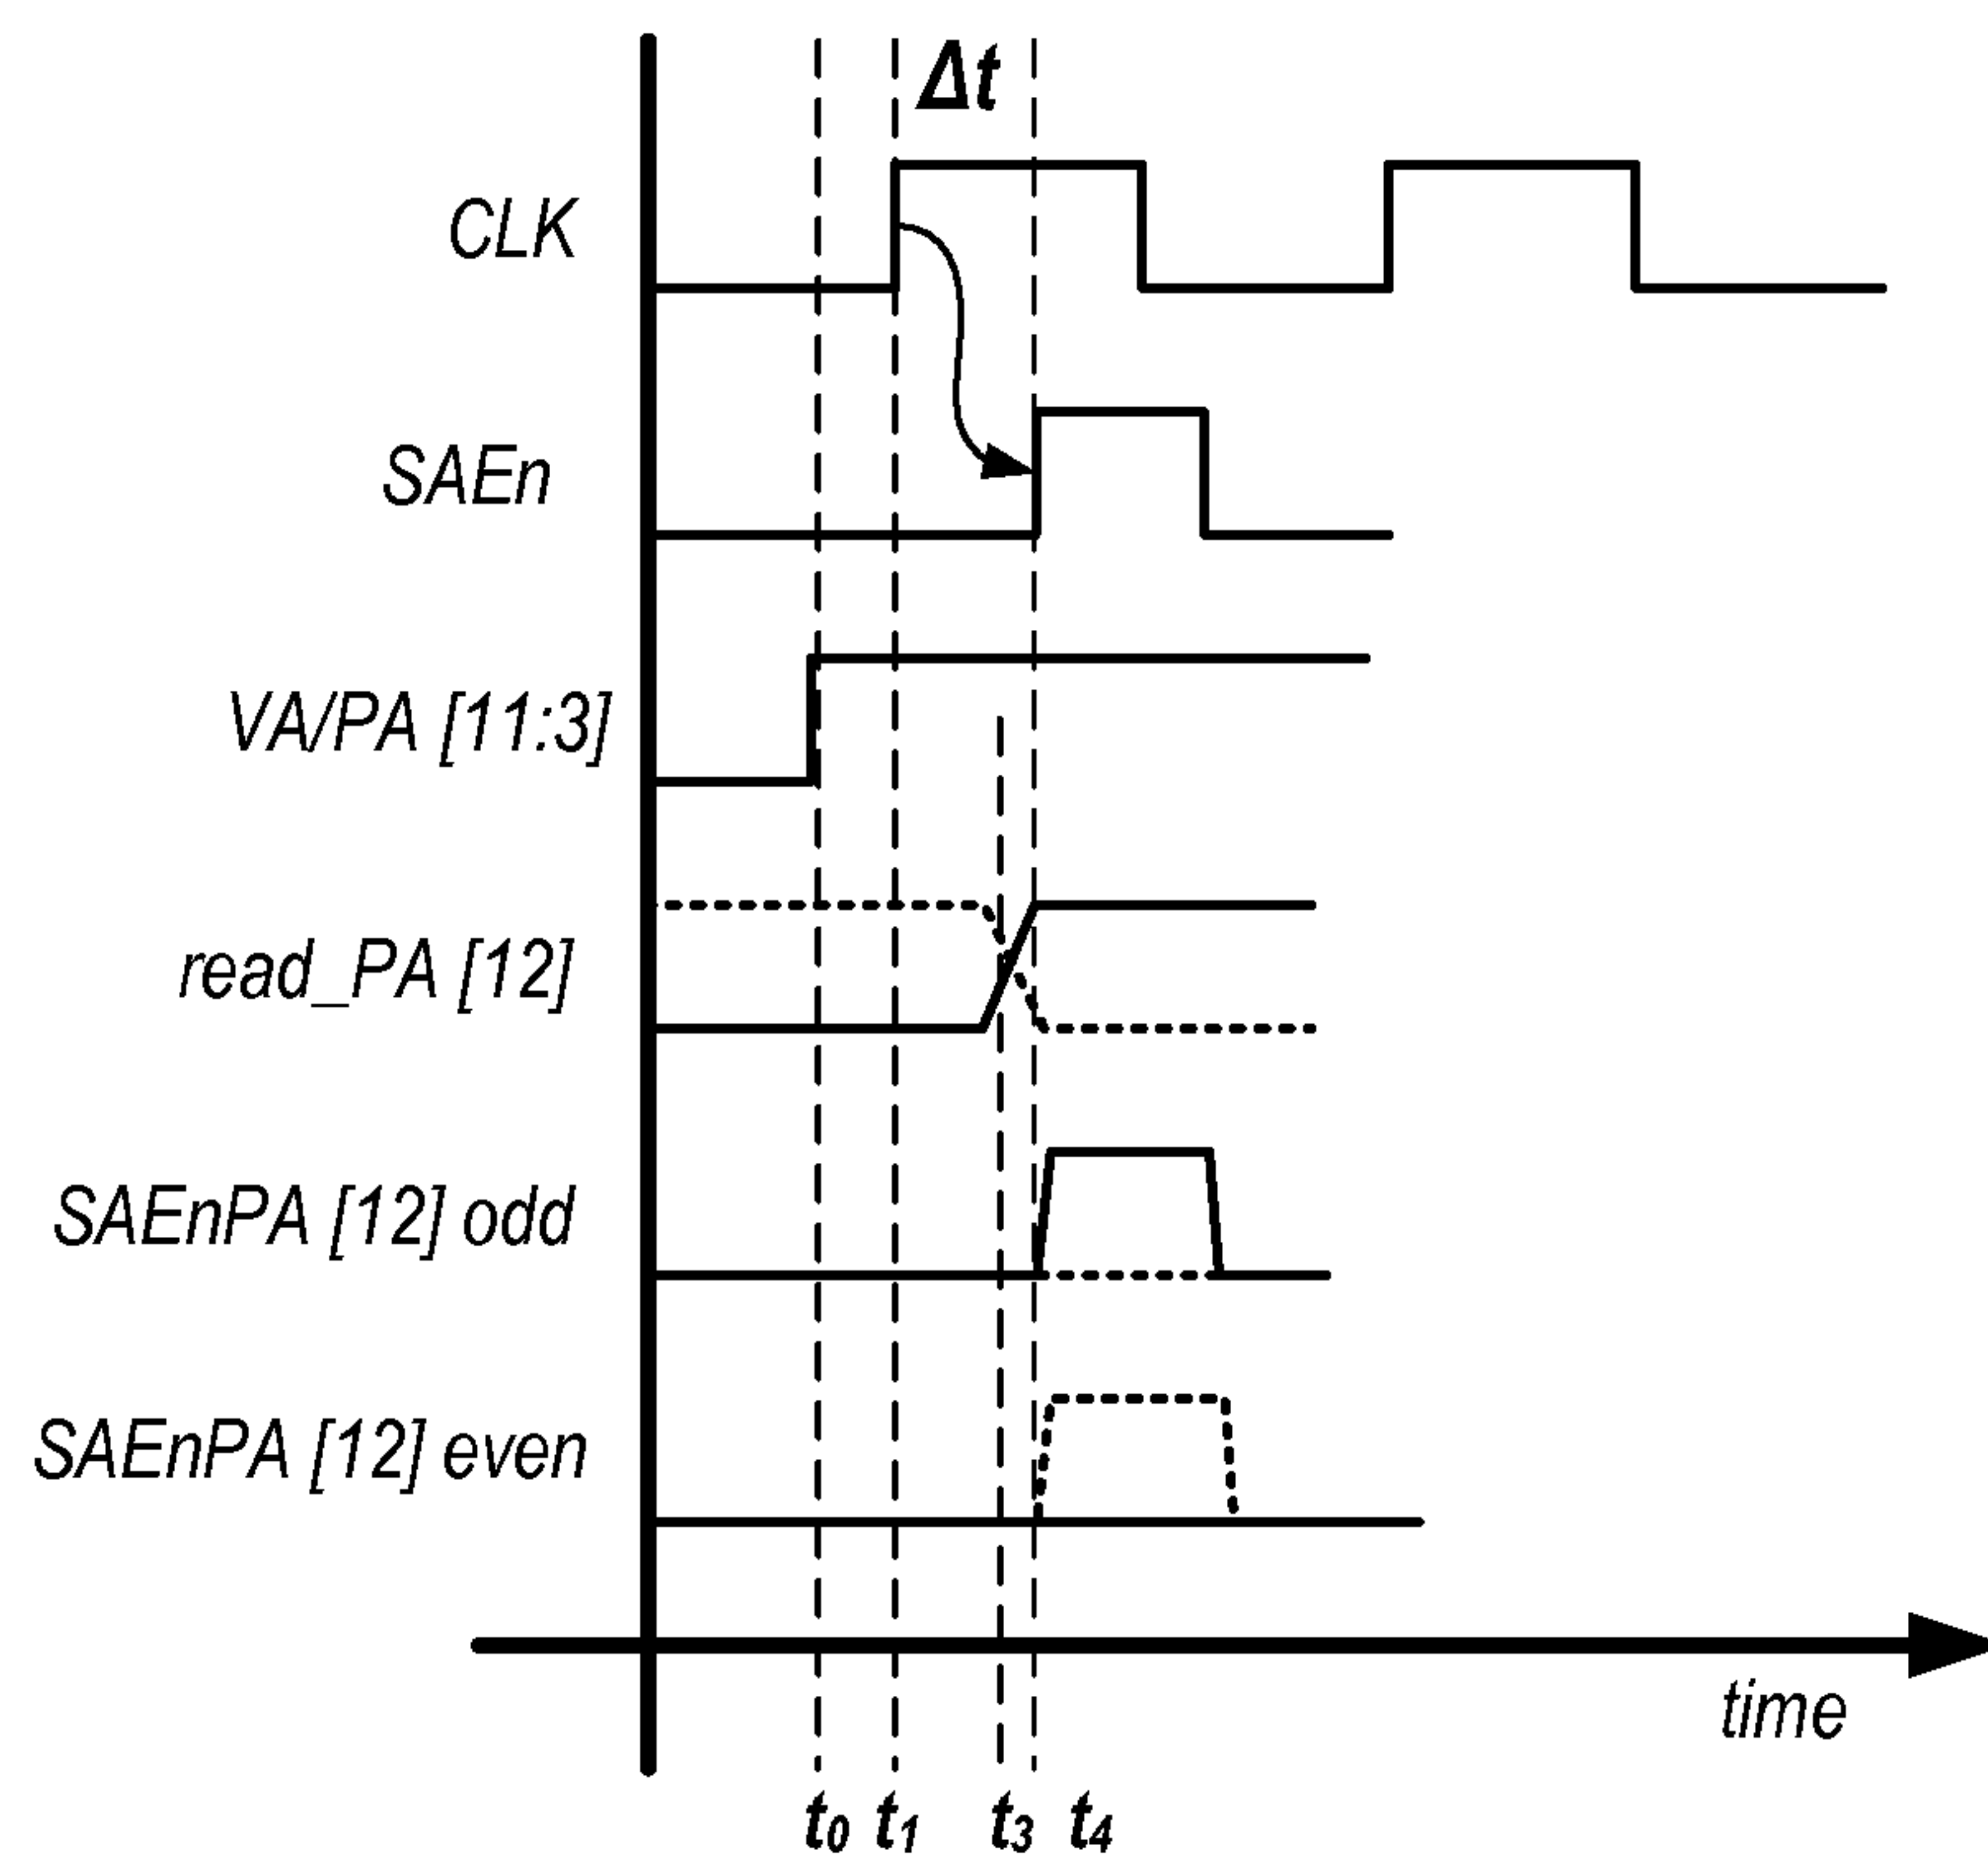 Δt
CLK
SAEn
VA/PA [11:3]
read_PA [12]
SAEnPA [12] odd
SAEnPA [12] even
time
t0 t1 t3 t4